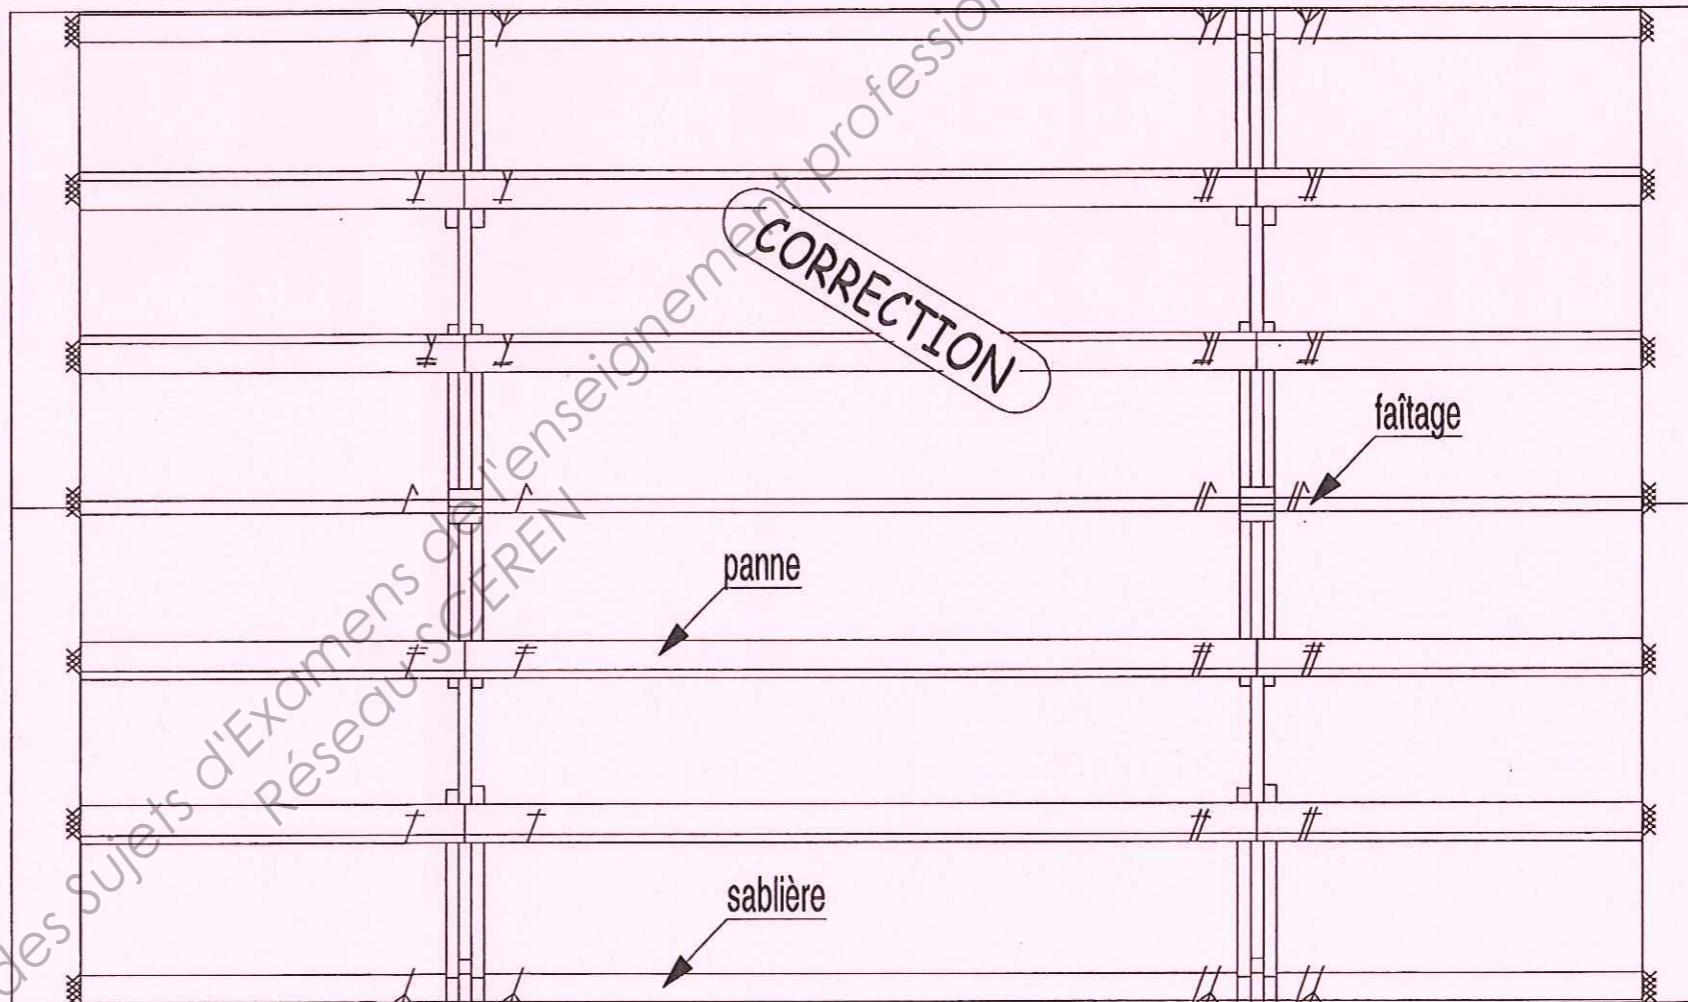 CORRECTION
faîtage
panne
sablière
des Sujets d'Examens de l'enseignement profession
Réseau SCEREN